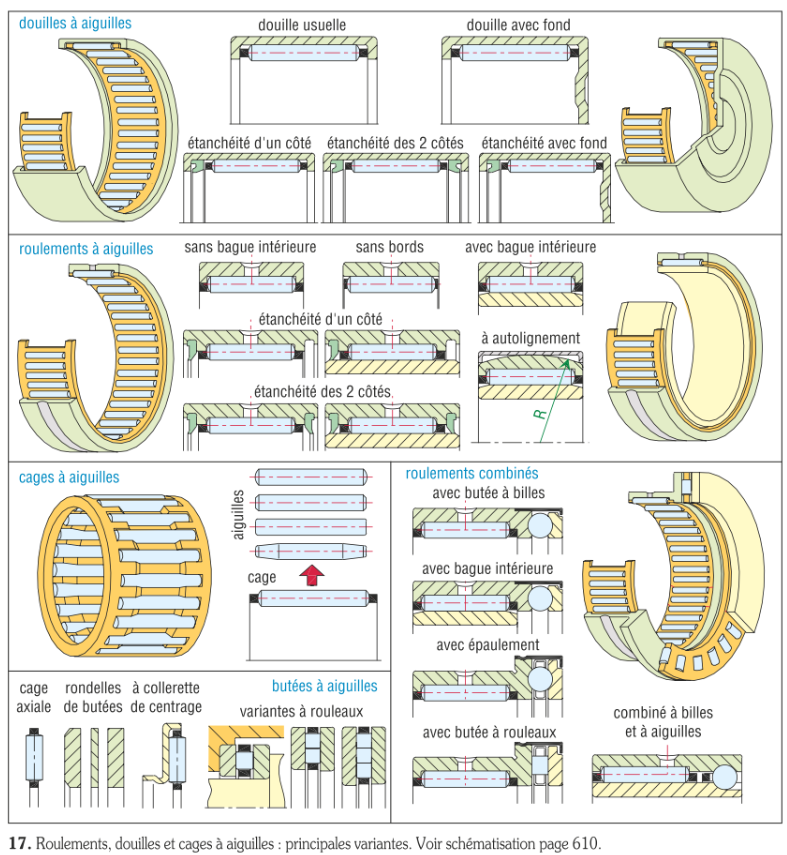 douilles à aiguilles
douille usuelle
douille avec fond
étanchéité d'un côté
étanchéité des 2 côtés
étanchéité avec fond
roulements à aiguilles
sans bague intérieure
sans bords
avec bague intérieure
étanchéité d'un côté
à autolignement
R
étanchéité des 2 côtés
cages à aiguilles
aiguilles
cage
roulements combinés
avec butée à billes
avec bague intérieure
avec épaulement
avec butée à rouleaux
combiné à billes
et à aiguilles
butées à aiguilles
cage
axiale
rondelles
de butées
à collerette
de centrage
variantes à rouleaux
17. Roulements, douilles et cages à aiguilles : principales variantes. Voir schématisation page 610.